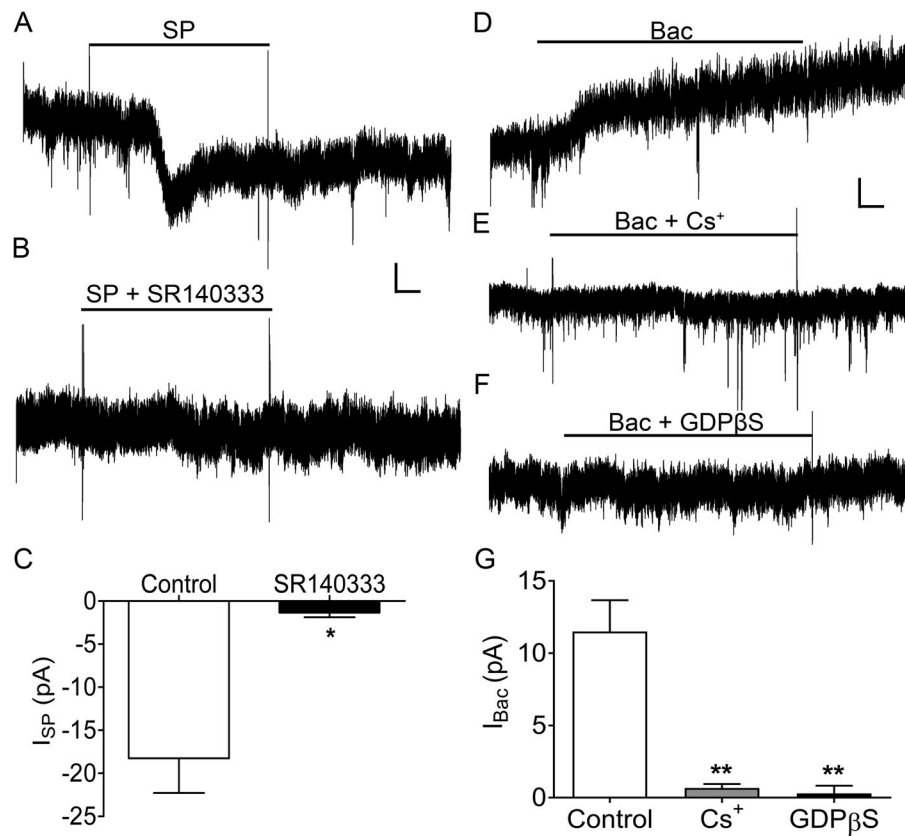 A
SP
B
SP + SR140333
C
Control SR140333
0
-5
-10
-15
-20
-25
I_SP (pA)
*
D
Bac
E
Bac + Cs⁺
F
Bac + GDPβS
G
15
10
5
0
I_Bac (pA)
** **
Control Cs⁺ GDPβS